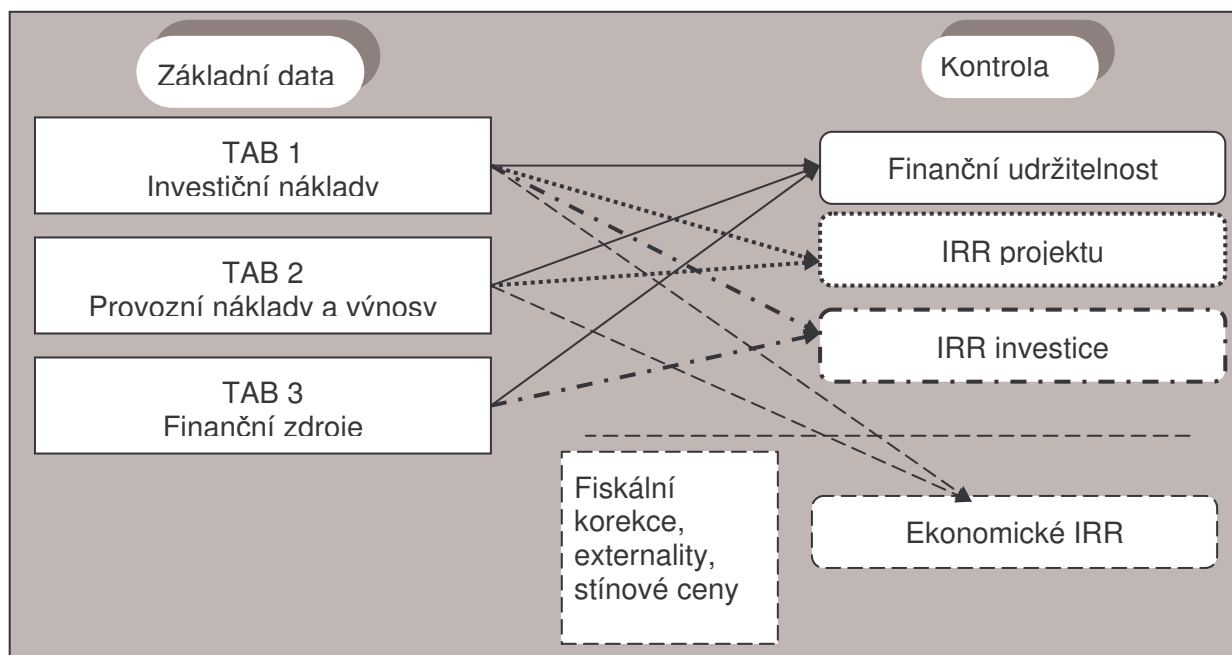 Základní data
Kontrola
TAB 1
Investiční náklady
TAB 2
Provozní náklady a výnosy
TAB 3
Finanční zdroje
Finanční udržitelnost
IRR projektu
IRR investice
Fiskální
korekce,
externality,
stínové ceny
Ekonomické IRR